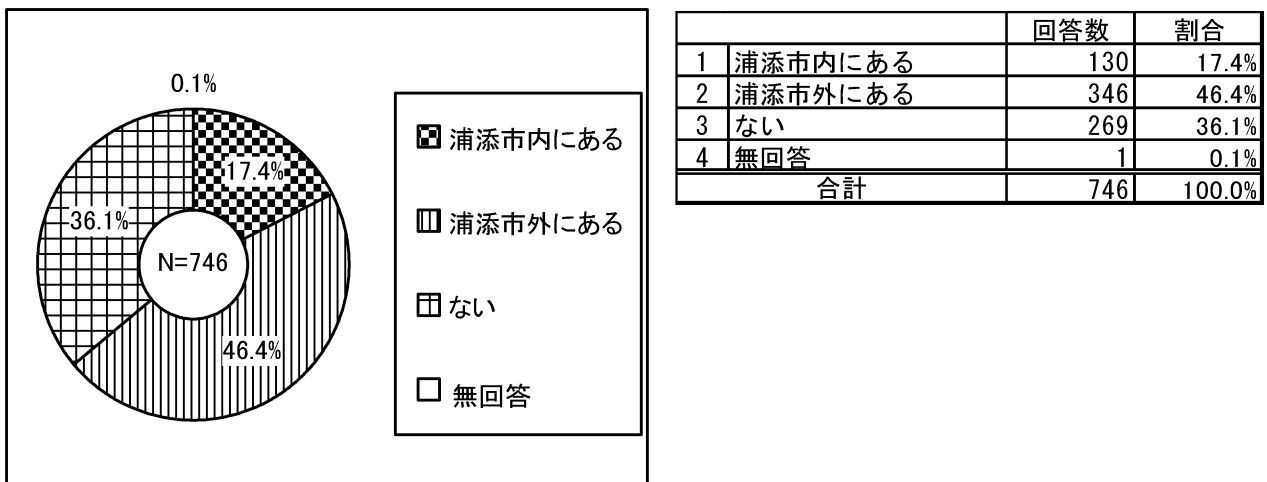 0.1%
17.4%
36.1%
N=746
46.4%
浦添市内にある
浦添市外にある
ない
無回答
回答数 割合
1 浦添市内にある 130 17.4%
2 浦添市外にある 346 46.4%
3 ない 269 36.1%
4 無回答 1 0.1%
合計 746 100.0%